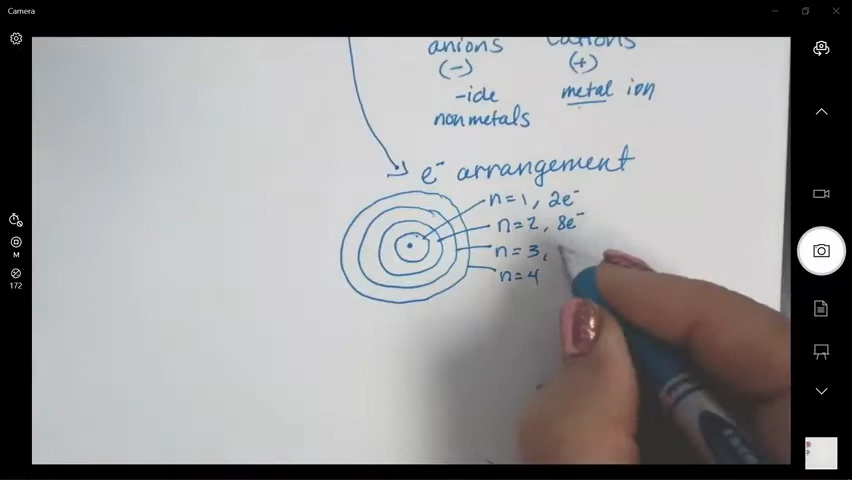 Camera
anions cations
(-) (+)
-ide metal ion
nonmetals
e⁻ arrangement
n=1, 2e⁻
n=2, 8e⁻
n=3,
n=4
M
172